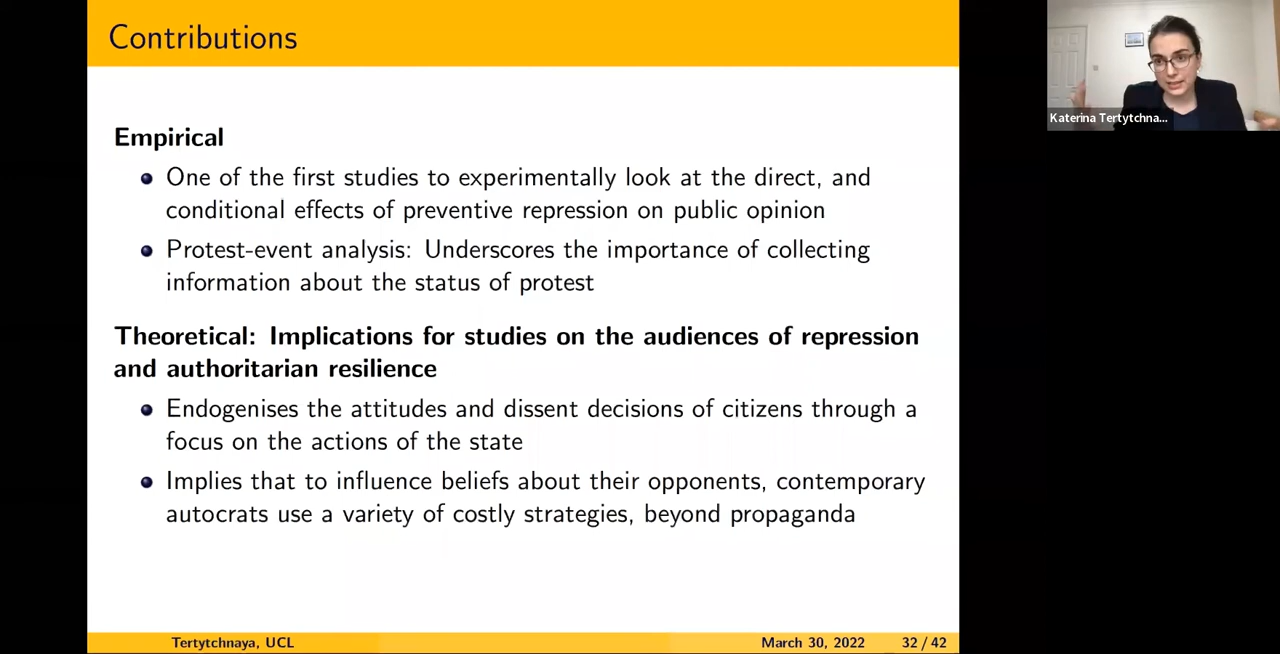 Contributions
Empirical
One of the first studies to experimentally look at the direct, and
conditional effects of preventive repression on public opinion
Protest-event analysis: Underscores the importance of collecting
information about the status of protest
Theoretical: Implications for studies on the audiences of repression
and authoritarian resilience
Endogenises the attitudes and dissent decisions of citizens through a
focus on the actions of the state
Implies that to influence beliefs about their opponents, contemporary
autocrats use a variety of costly strategies, beyond propaganda
Tertytchnaya, UCL
March 30, 2022
32 / 42
Katerina Tertytchna...